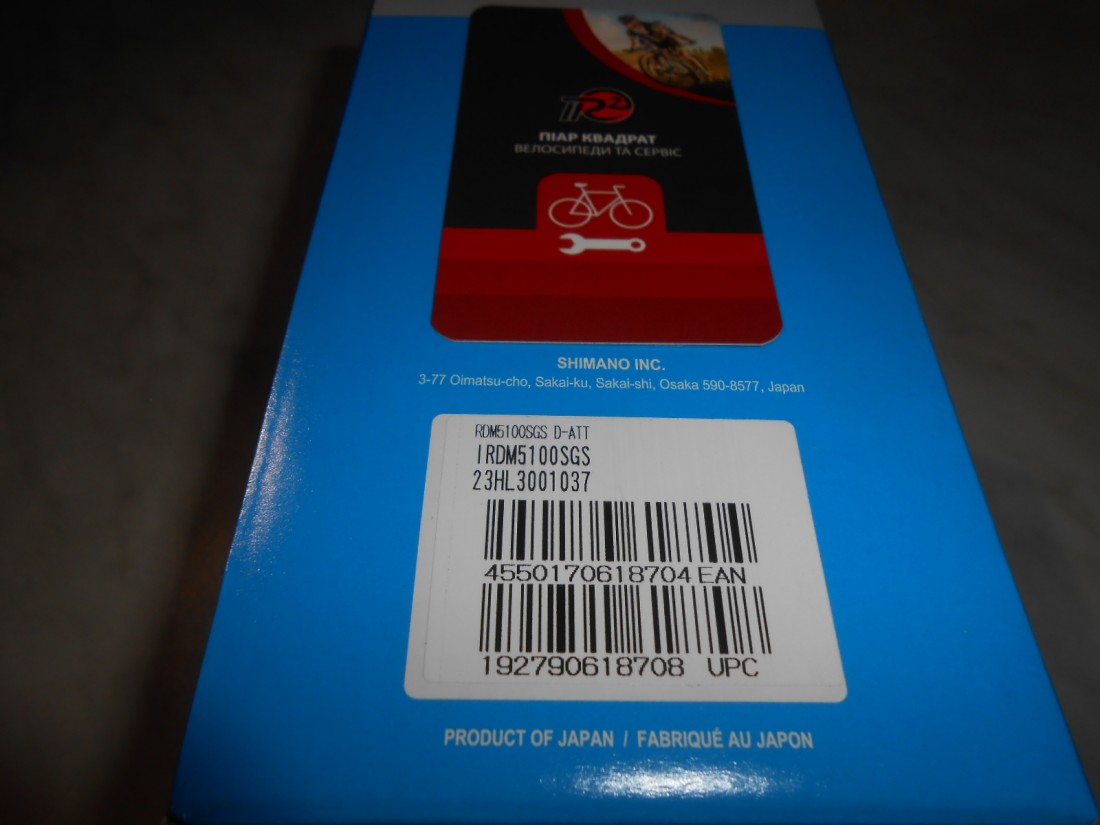 ПР2
ПІАР КВАДРАТ
ВЕЛОСИПЕДИ ТА СЕРВІС
SHIMANO INC.
3-77 Oimatsu-cho, Sakai-ku, Sakai-shi, Osaka 590-8577, Japan
RDM5100SGS D-ATT
IRDM5100SGS
23HL3001037
4550170618704 EAN
192790618708 UPC
PRODUCT OF JAPAN / FABRIQUÉ AU JAPON